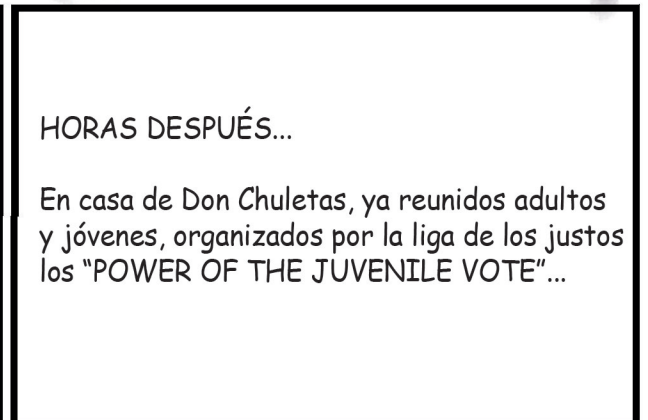 HORAS DESPUÉS...
En casa de Don Chuletas, ya reunidos adultos
y jóvenes, organizados por la liga de los justos
los “POWER OF THE JUVENILE VOTE”...